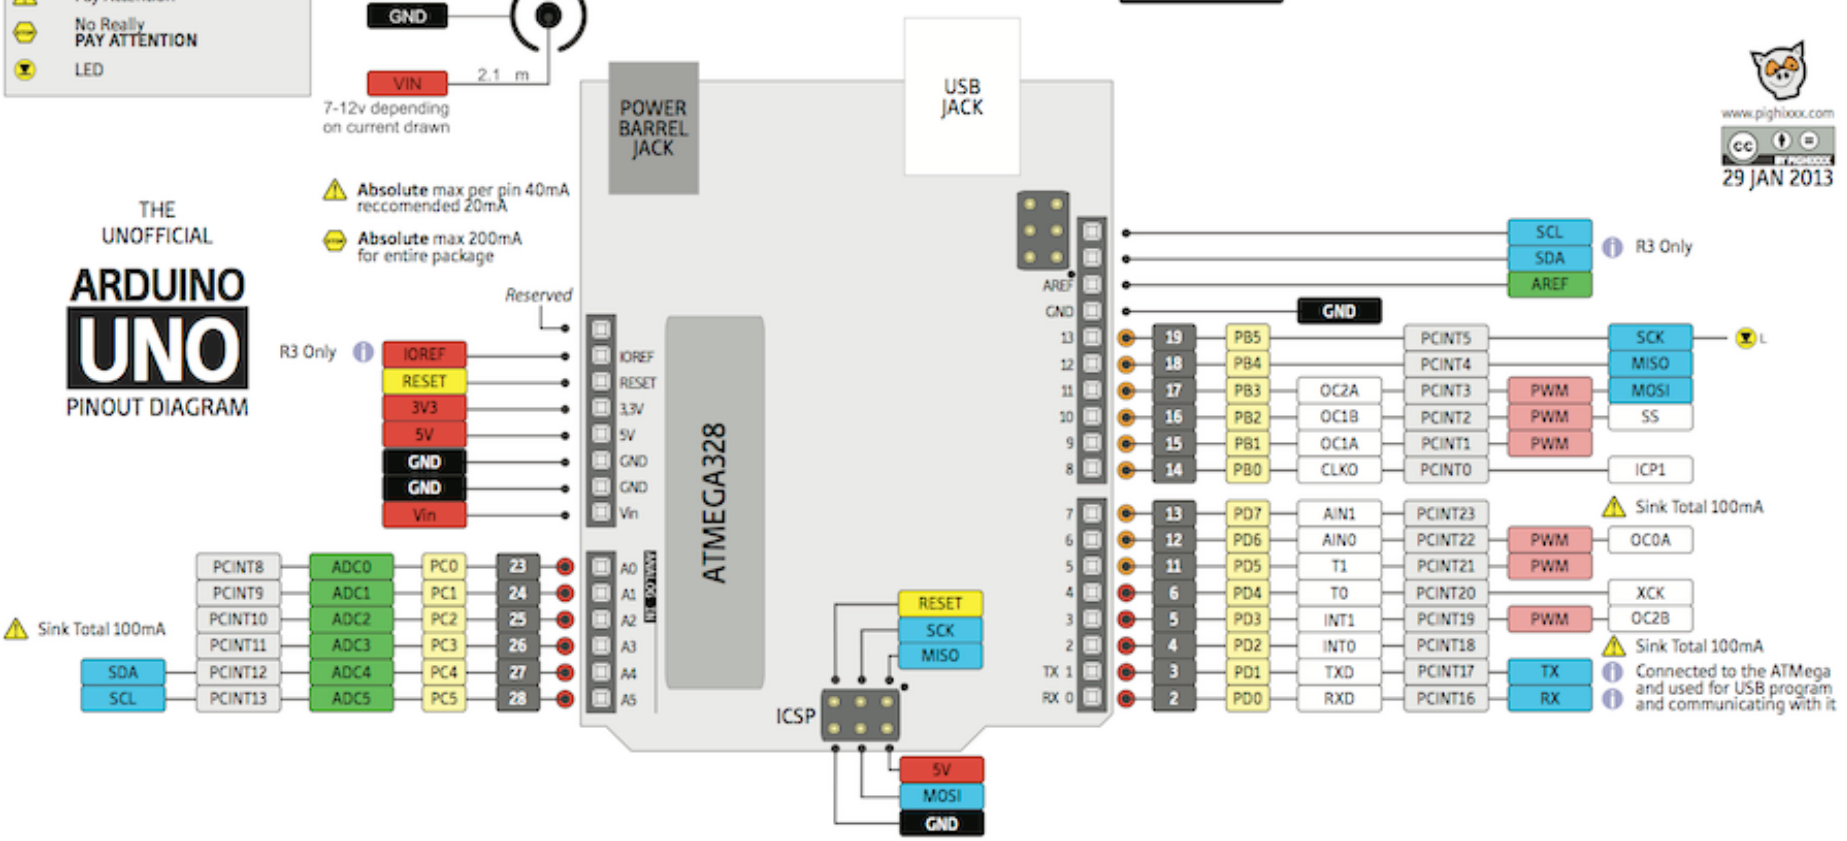 No Really
PAY ATTENTION
LED
GND
VIN
2.1 m
7-12v depending
on current drawn
POWER
BARREL
JACK
USB
JACK
www.pighixxx.com
cc
BY PIGHIXXX
29 JAN 2013
Absolute max per pin 40mA
reccomended 20mA
Absolute max 200mA
for entire package
THE
UNOFFICIAL
ARDUINO
UNO
PINOUT DIAGRAM
Reserved
R3 Only
IOREF IOREF
RESET RESET
3V3 3,3V
5V 5V
GND GND
GND GND
Vin Vin
ATMEGA328
PCINT8 ADC0 PC0 23 A0
PCINT9 ADC1 PC1 24 A1
PCINT10 ADC2 PC2 25 A2
Sink Total 100mA
PCINT11 ADC3 PC3 26 A3
SDA PCINT12 ADC4 PC4 27 A4
SCL PCINT13 ADC5 PC5 28 A5
ANALOG IN
SCL
SDA
R3 Only
AREF AREF
GND GND
13 19 PB5 PCINT5 SCK L
12 18 PB4 PCINT4 MISO
11 17 PB3 OC2A PCINT3 PWM MOSI
10 16 PB2 OC1B PCINT2 PWM SS
9 15 PB1 OC1A PCINT1 PWM
8 14 PB0 CLKO PCINT0 ICP1
Sink Total 100mA
7 13 PD7 AIN1 PCINT23
6 12 PD6 AIN0 PCINT22 PWM OC0A
5 11 PD5 T1 PCINT21 PWM
4 6 PD4 T0 PCINT20 XCK
3 5 PD3 INT1 PCINT19 PWM OC2B
2 4 PD2 INT0 PCINT18
Sink Total 100mA
TX 1 3 PD1 TXD PCINT17 TX
RX 0 2 PD0 RXD PCINT16 RX
Connected to the ATMega
and used for USB program
and communicating with it
RESET
SCK
MISO
ICSP
5V
MOSI
GND